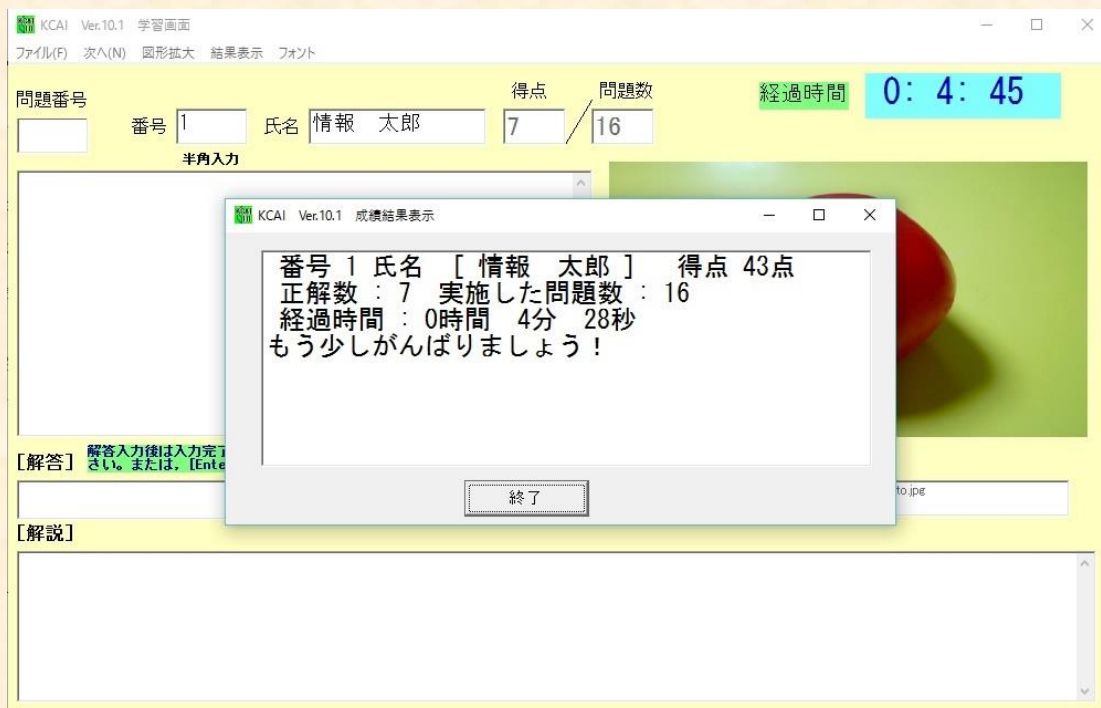 KCAI Ver.10.1 学習画面
ファイル(F) 次へ(N) 図形拡大 結果表示 フォント
問題番号
番号 1
半角入力
氏名 情報 太郎
得点 / 問題数
7 / 16
経過時間 0: 4: 45
KCAI Ver.10.1 成績結果表示
番号 1 氏名 [ 情報 太郎 ] 得点 43点
正解数 : 7 実施した問題数 : 16
経過時間 : 0時間 4分 28秒
もう少しがんばりましょう!
終了
[解答]
解答入力後は入力完
さい。または, [Ente
to.jpg
[解説]